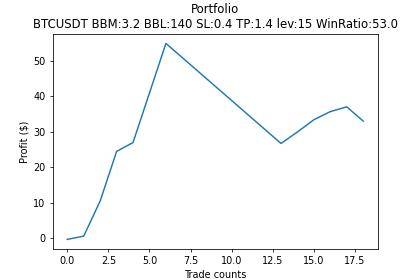 Portfolio
BTCUSDT BBM:3.2 BBL:140 SL:0.4 TP:1.4 lev:15 WinRatio:53.0
50
40
30
20
10
0
Profit ($)
0.0 2.5 5.0 7.5 10.0 12.5 15.0 17.5
Trade counts